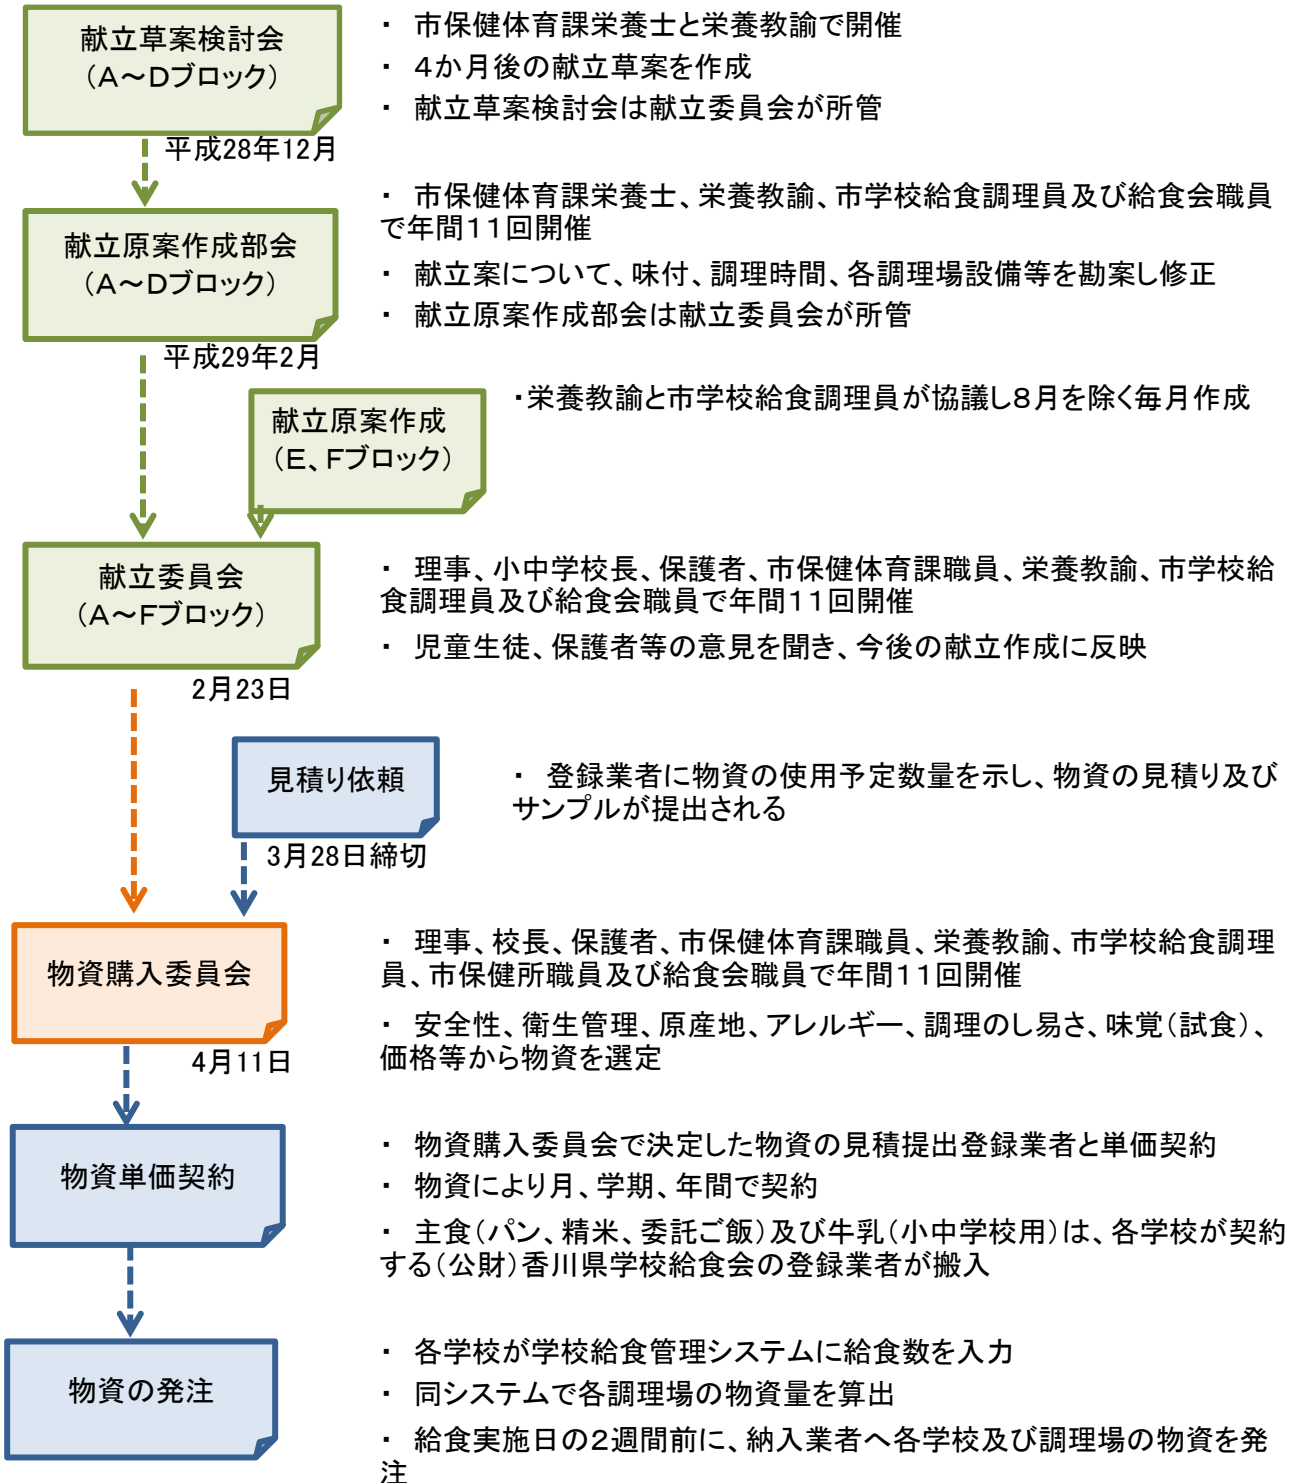 献立草案検討会
（A～Dブロック）
・ 市保健体育課栄養士と栄養教諭で開催
・ ４か月後の献立草案を作成
・ 献立草案検討会は献立委員会が所管
平成28年12月
献立原案作成部会
（A～Dブロック）
・ 市保健体育課栄養士、栄養教諭、市学校給食調理員及び給食会職員
で年間１１回開催
・ 献立案について、味付、調理時間、各調理場設備等を勘案し修正
・ 献立原案作成部会は献立委員会が所管
平成29年2月
献立原案作成
（E、Fブロック）
・栄養教諭と市学校給食調理員が協議し８月を除く毎月作成
献立委員会
（A～Fブロック）
・ 理事、小中学校長、保護者、市保健体育課職員、栄養教諭、市学校給
食調理員及び給食会職員で年間１１回開催
・ 児童生徒、保護者等の意見を聞き、今後の献立作成に反映
2月23日
見積り依頼
・ 登録業者に物資の使用予定数量を示し、物資の見積り及び
サンプルが提出される
3月28日締切
物資購入委員会
・ 理事、校長、保護者、市保健体育課職員、栄養教諭、市学校給食調理
員、市保健所職員及び給食会職員で年間１１回開催
・ 安全性、衛生管理、原産地、アレルギー、調理のし易さ、味覚（試食）、
価格等から物資を選定
4月11日
物資単価契約
・ 物資購入委員会で決定した物資の見積提出登録業者と単価契約
・ 物資により月、学期、年間で契約
・ 主食（パン、精米、委託ご飯）及び牛乳（小中学校用）は、各学校が契約
する（公財）香川県学校給食会の登録業者が搬入
物資の発注
・ 各学校が学校給食管理システムに給食数を入力
・ 同システムで各調理場の物資量を算出
・ 給食実施日の２週間前に、納入業者へ各学校及び調理場の物資を発
注